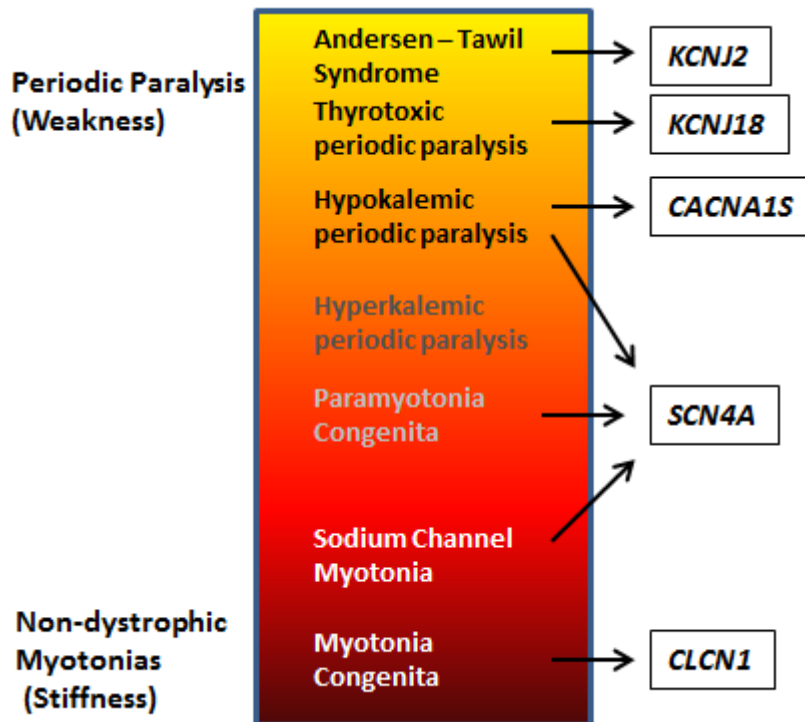 Periodic Paralysis
(Weakness)
Andersen – Tawil
Syndrome
Thyrotoxic
periodic paralysis
Hypokalemic
periodic paralysis
Hyperkalemic
periodic paralysis
Paramyotonia
Congenita
Sodium Channel
Myotonia
Non-dystrophic
Myotonias
(Stiffness)
Myotonia
Congenita
KCNJ2
KCNJ18
CACNA1S
SCN4A
CLCN1